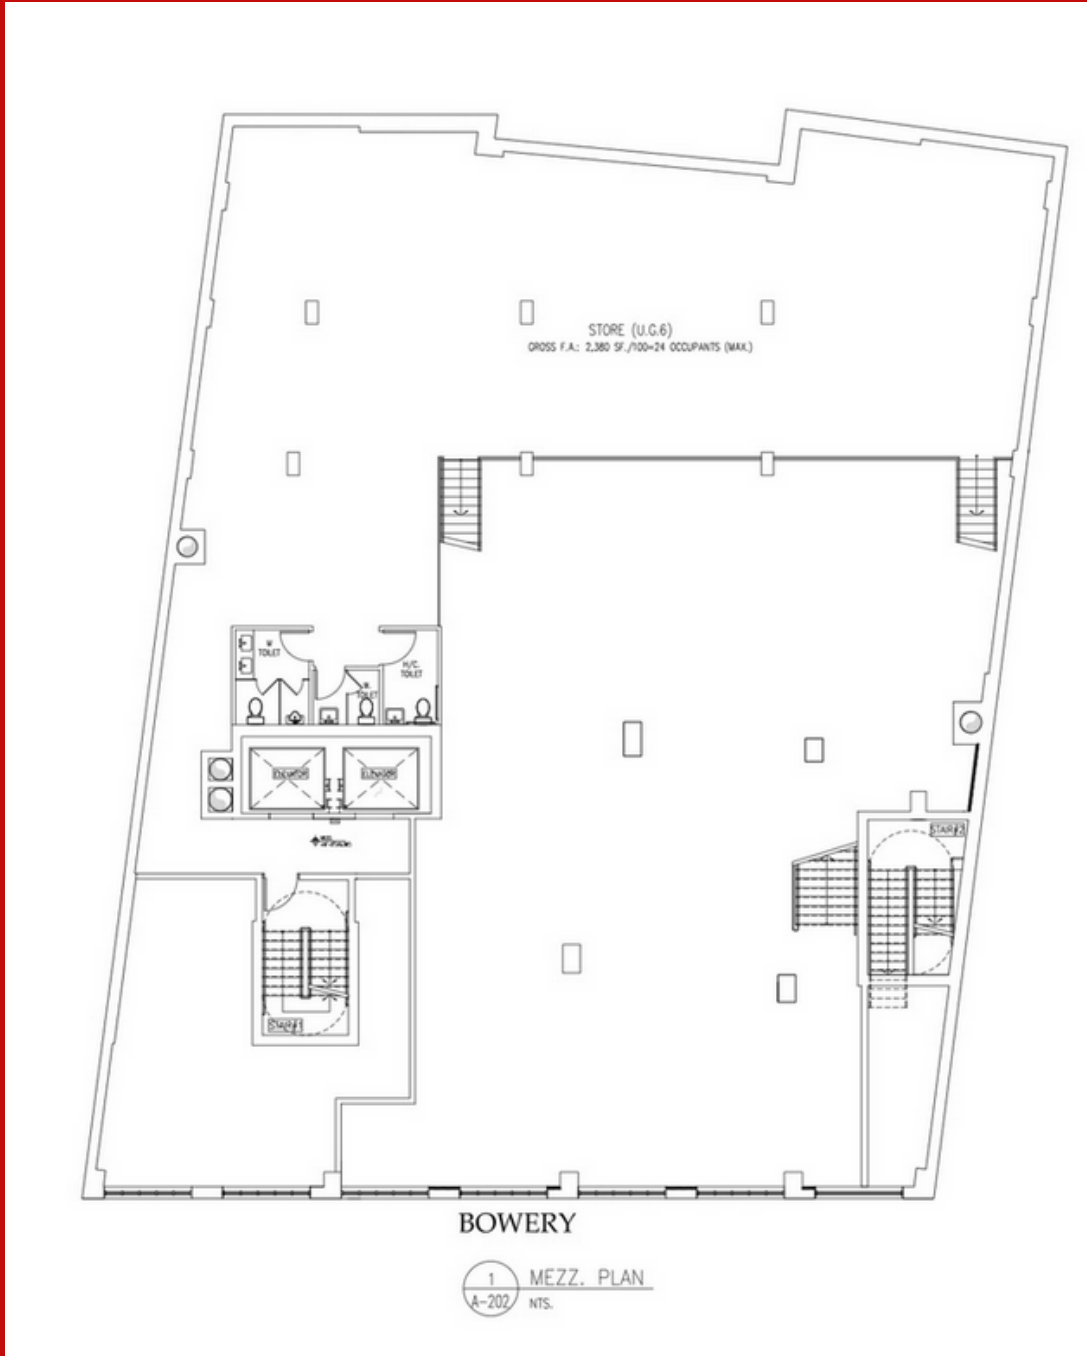 STORE (U.G.6)
GROSS F.A.: 2,380 SF./100=24 OCCUPANTS (MAX.)
W
TOILET
H/C.
TOILET
M.
TOILET
ELEVATOR
ELEVATOR
STAIR#2
STAIR#1
BOWERY
1
A-202
MEZZ. PLAN
NTS.